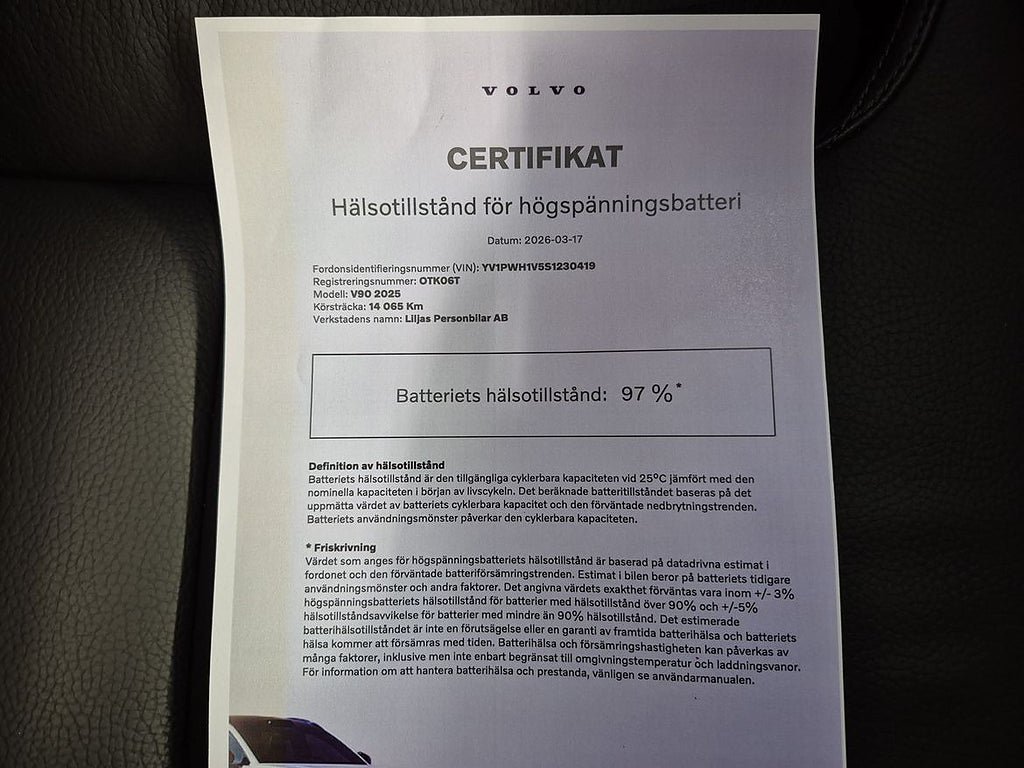 VOLVO
CERTIFIKAT
Hälsotillstånd för högspänningsbatteri
Datum: 2026-03-17
Fordonsidentifieringsnummer (VIN): YV1PWH1V5S1230419
Registreringsnummer: OTK06T
Modell: V90 2025
Körsträcka: 14 065 Km
Verkstadens namn: Liljas Personbilar AB
Batteriets hälsotillstånd: 97 %*
Definition av hälsotillstånd
Batteriets hälsotillstånd är den tillgängliga cyklerbara kapaciteten vid 25°C jämfört med den
nominella kapaciteten i början av livscykeln. Det beräknade batteritillståndet baseras på det
uppmätta värdet av batteriets cyklerbara kapacitet och den förväntade nedbrytningstrenden.
Batteriets användningsmönster påverkar den cyklerbara kapaciteten.
* Friskrivning
Värdet som anges för högspänningsbatteriets hälsotillstånd är baserad på datadrivna estimat i
fordonet och den förväntade batteriförsämringstrenden. Estimat i bilen beror på batteriets tidigare
användningsmönster och andra faktorer. Det angivna värdets exakthet förväntas vara inom +/- 3%
högspänningsbatteriets hälsotillstånd för batterier med hälsotillstånd över 90% och +/-5%
hälsotillståndsavvikelse för batterier med mindre än 90% hälsotillstånd. Det estimerade
batterihälsotillståndet är inte en förutsägelse eller en garanti av framtida batterihälsa och batteriets
hälsa kommer att försämras med tiden. Batterihälsa och försämringshastigheten kan påverkas av
många faktorer, inklusive men inte enbart begränsat till omgivningstemperatur och laddningsvanor.
För information om att hantera batterihälsa och prestanda, vänligen se användarmanualen.